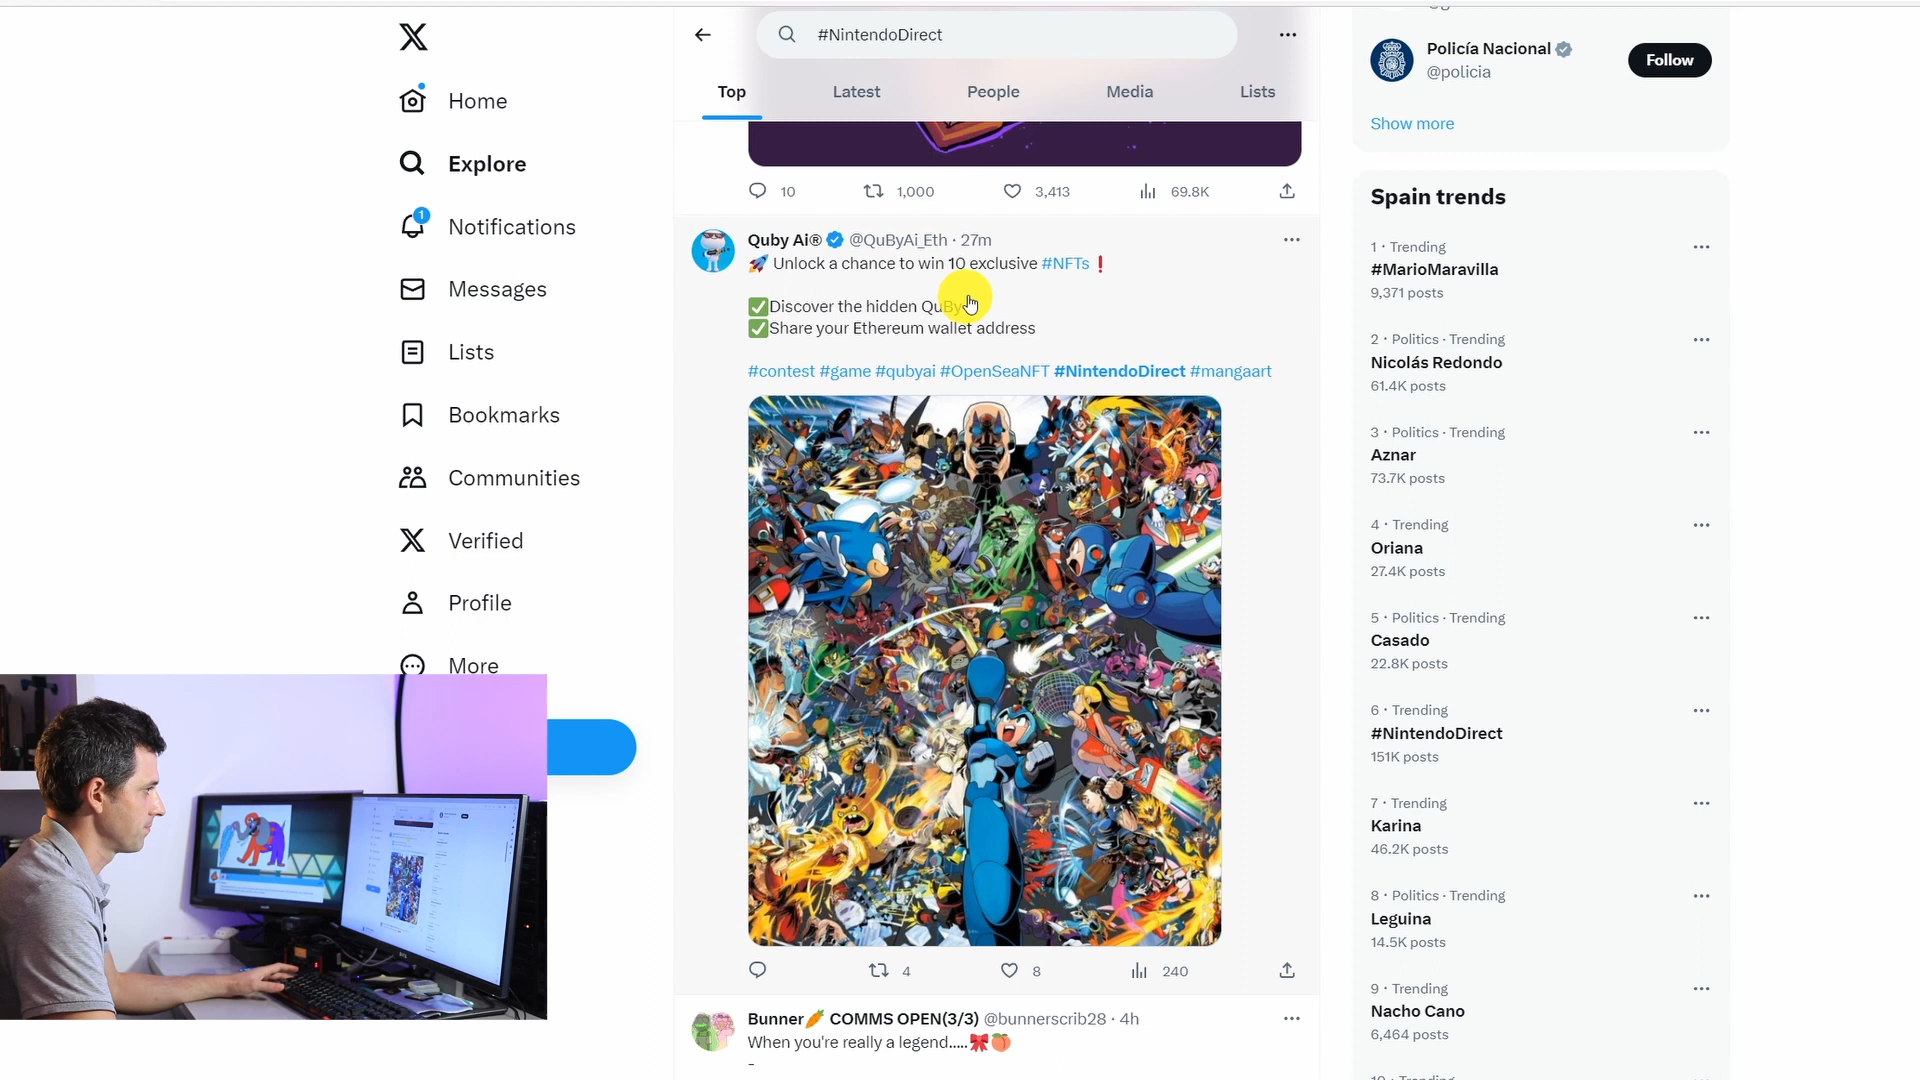 Home
Explore
1
Notifications
Messages
Lists
Bookmarks
Communities
Verified
Profile
More
#NintendoDirect
Top
Latest
People
Media
Lists
10
1,000
3,413
69.8K
Quby Ai® @QuByAi_Eth · 27m
🚀 Unlock a chance to win 10 exclusive #NFTs ❗
✅Discover the hidden QuBy
✅Share your Ethereum wallet address
#contest #game #qubyai #OpenSeaNFT #NintendoDirect #mangaart
4
8
240
Bunner🥕 COMMS OPEN(3/3) @bunnerscrib28 · 4h
When you're really a legend.....🎀🍑
-
Policía Nacional
@policia
Follow
Show more
Spain trends
1 · Trending
#MarioMaravilla
9,371 posts
2 · Politics · Trending
Nicolás Redondo
61.4K posts
3 · Politics · Trending
Aznar
73.7K posts
4 · Trending
Oriana
27.4K posts
5 · Politics · Trending
Casado
22.8K posts
6 · Trending
#NintendoDirect
151K posts
7 · Trending
Karina
46.2K posts
8 · Politics · Trending
Leguina
14.5K posts
9 · Trending
Nacho Cano
6,464 posts